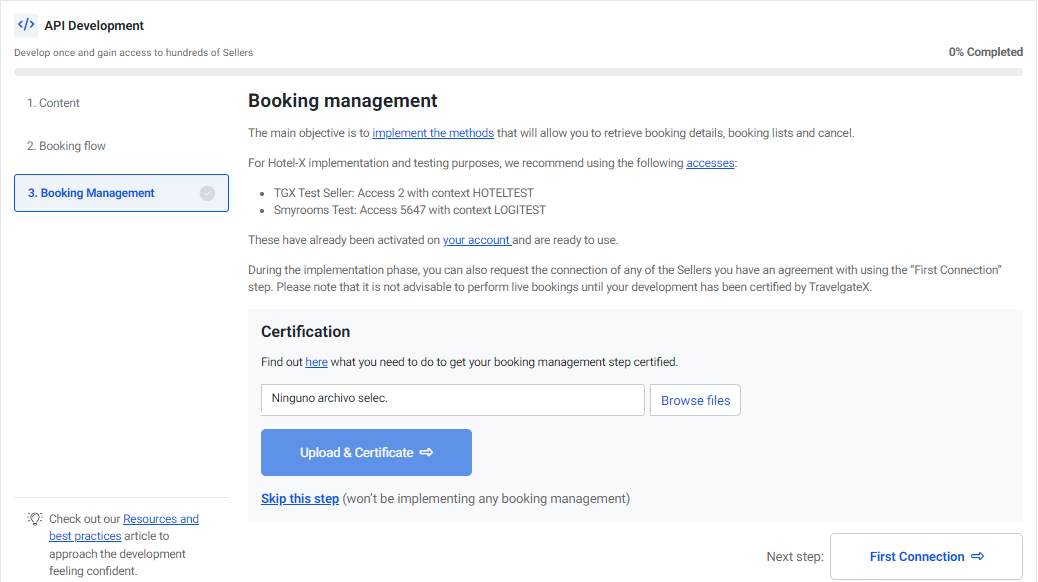 </> API Development
Develop once and gain access to hundreds of Sellers
0% Completed
1. Content
2. Booking flow
3. Booking Management
Booking management
The main objective is to implement the methods that will allow you to retrieve booking details, booking lists and cancel.
For Hotel-X implementation and testing purposes, we recommend using the following accesses:
• TGX Test Seller: Access 2 with context HOTELTEST
• Smyrooms Test: Access 5647 with context LOGITEST
These have already been activated on your account and are ready to use.
During the implementation phase, you can also request the connection of any of the Sellers you have an agreement with using the “First Connection”
step. Please note that it is not advisable to perform live bookings until your development has been certified by TravelgateX.
Certification
Find out here what you need to do to get your booking management step certified.
Ninguno archivo selec.
Browse files
Upload & Certificate ⇨
Skip this step (won’t be implementing any booking management)
Check out our Resources and
best practices article to
approach the development
feeling confident.
Next step:
First Connection ⇨